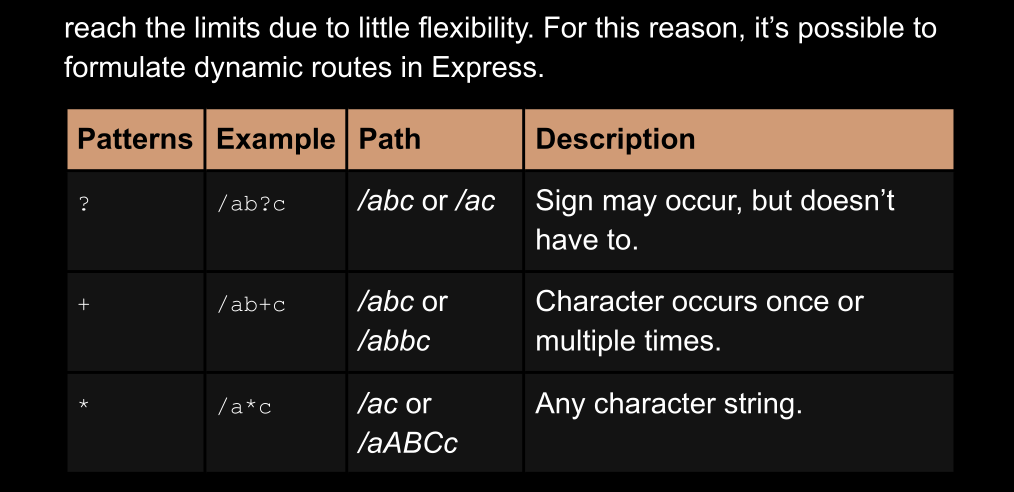 reach the limits due to little flexibility. For this reason, it’s possible to
formulate dynamic routes in Express.
Patterns Example Path Description
? /ab?c /abc or /ac Sign may occur, but doesn’t
have to.
+ /ab+c /abc or Character occurs once or
/abbc multiple times.
* /a*c /ac or Any character string.
/aABCc